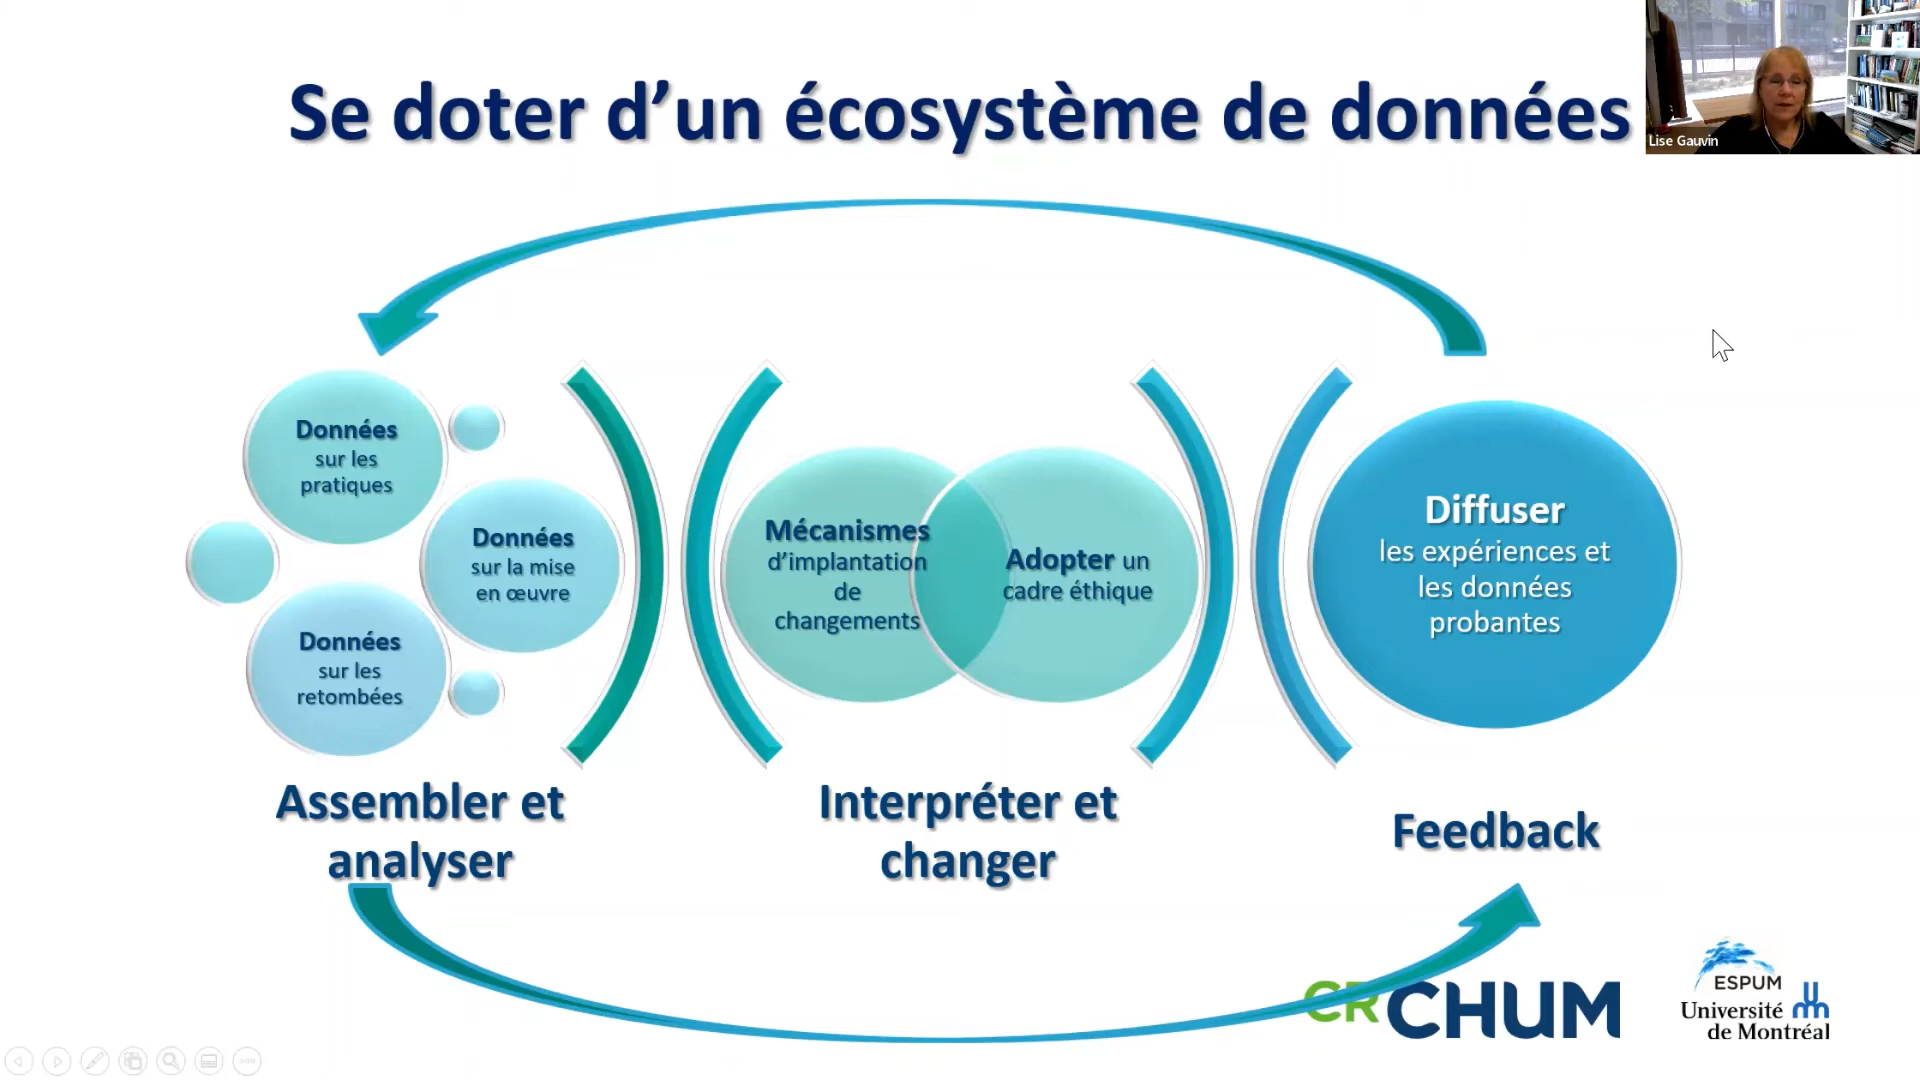 Se doter d’un écosystème de données
Lise Gauvin
Données
sur les
pratiques
Données
sur la mise
en œuvre
Données
sur les
retombées
Mécanismes
d’implantation
de
changements
Adopter un
cadre éthique
Diffuser
les expériences et
les données
probantes
Assembler et
analyser
Interpréter et
changer
Feedback
CRCHUM
ESPUM
Université
de Montréal